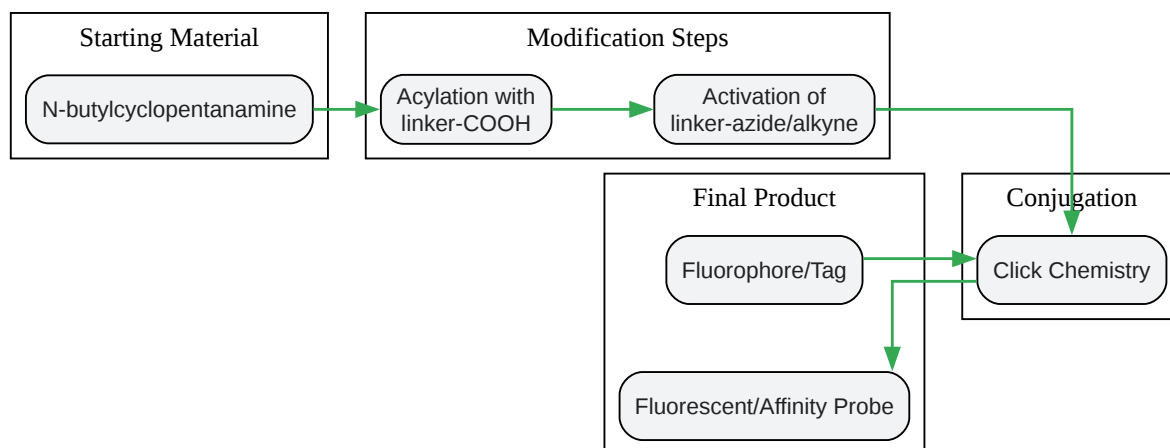 Starting Material
N-butylcyclopentanamine
Modification Steps
Acylation with
linker-COOH
Activation of
linker-azide/alkyne
Final Product
Fluorophore/Tag
Fluorescent/Affinity Probe
Conjugation
Click Chemistry